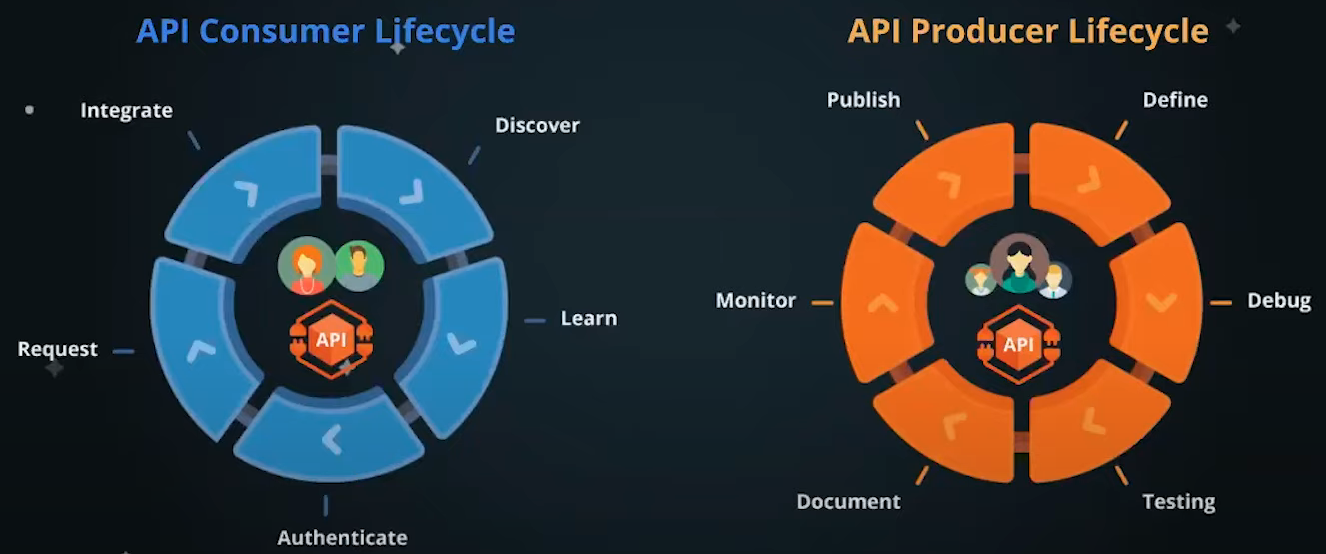 API Consumer Lifecycle
Integrate
Discover
Learn
Request
Authenticate
API
API Producer Lifecycle
Publish
Define
Monitor
Debug
Document
Testing
API